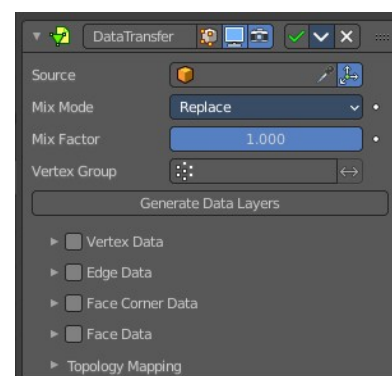 DataTransfer
Source
Mix Mode Replace
Mix Factor 1.000
Vertex Group
Generate Data Layers
Vertex Data
Edge Data
Face Corner Data
Face Data
Topology Mapping